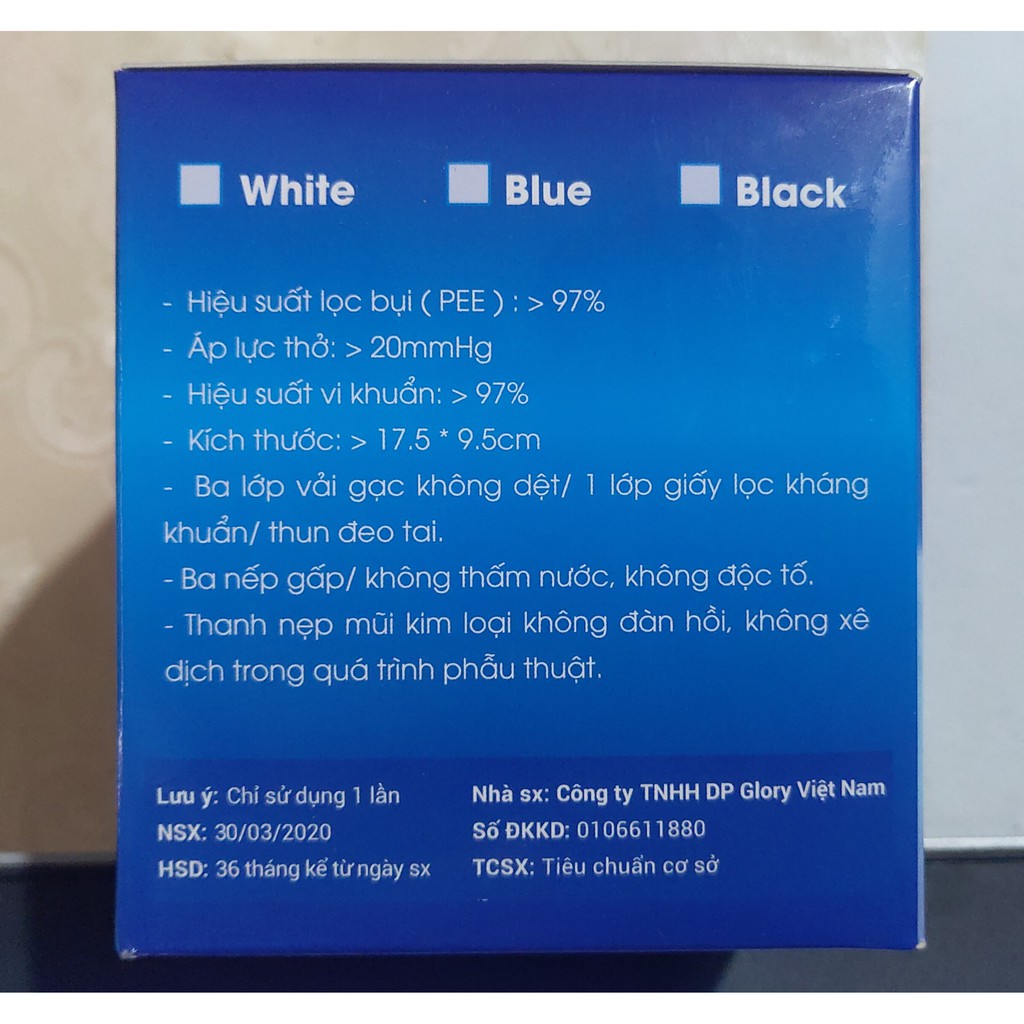 White Blue Black
- Hiệu suất lọc bụi ( PEE ) : > 97%
- Áp lực thở: > 20mmHg
- Hiệu suất vi khuẩn: > 97%
- Kích thước: > 17.5 * 9.5cm
- Ba lớp vải gạc không dệt/ 1 lớp giấy lọc kháng
khuẩn/ thun đeo tai.
- Ba nếp gấp/ không thấm nước, không độc tố.
- Thanh nẹp mũi kim loại không đàn hồi, không xê
dịch trong quá trình phẫu thuật.
Lưu ý: Chỉ sử dụng 1 lần
NSX: 30/03/2020
HSD: 36 tháng kể từ ngày sx
Nhà sx: Công ty TNHH DP Glory Việt Nam
Số ĐKKD: 0106611880
TCSX: Tiêu chuẩn cơ sở